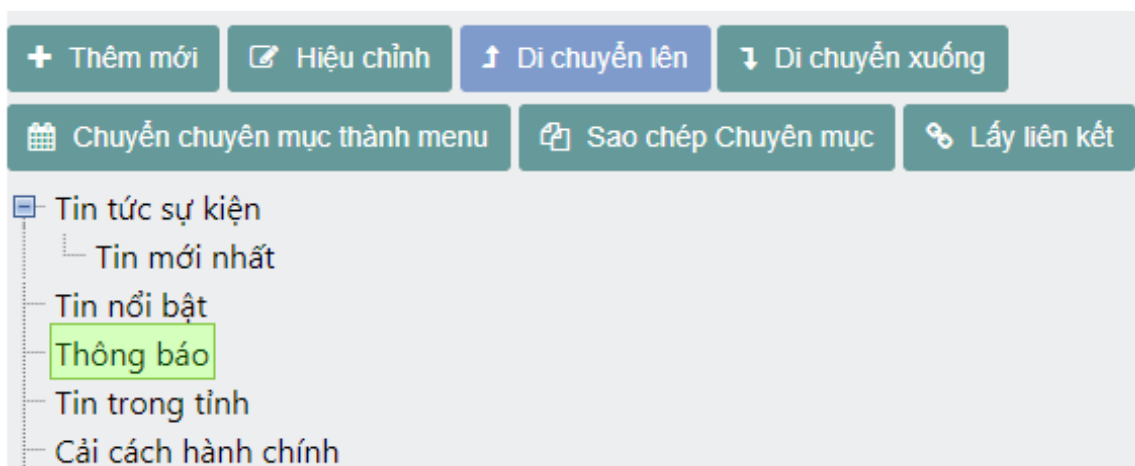 Thêm mới Hiệu chỉnh Di chuyển lên Di chuyển xuống
Chuyển chuyên mục thành menu Sao chép Chuyên mục Lấy liên kết
Tin tức sự kiện
Tin mới nhất
Tin nổi bật
Thông báo
Tin trong tỉnh
Cải cách hành chính